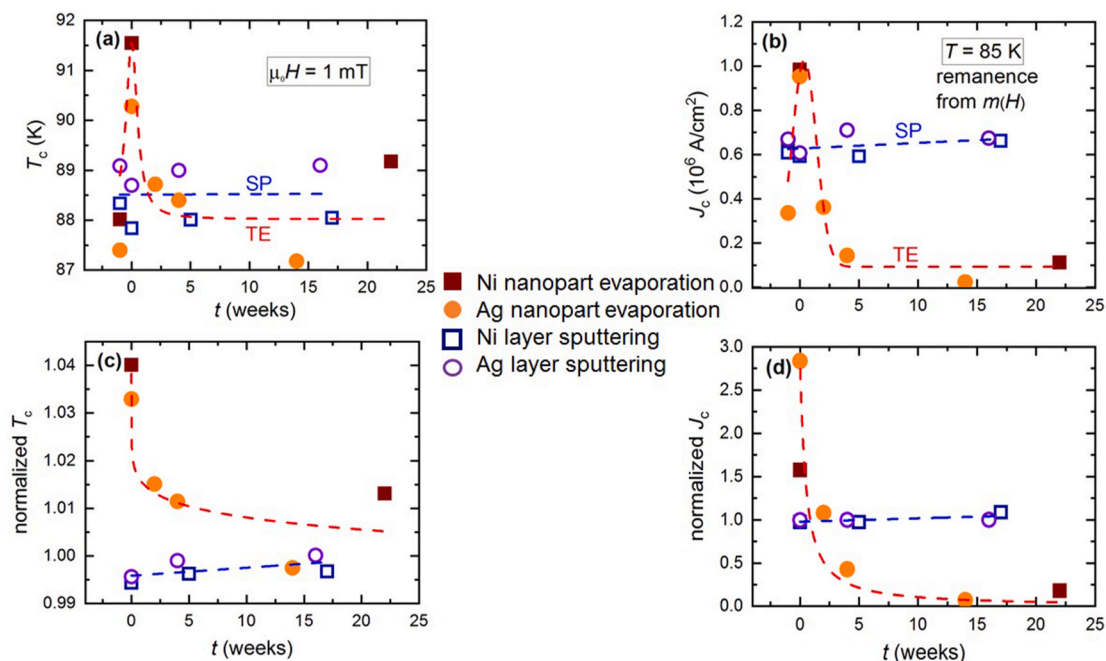 (a)
μ₀H = 1 mT
SP
TE
92
91
90
89
88
87
T_c (K)
0 5 10 15 20 25
t (weeks)
(b)
T = 85 K
remanence
from m(H)
SP
TE
1.2
1.0
0.8
0.6
0.4
0.2
0.0
J_c (10⁶ A/cm²)
0 5 10 15 20 25
t (weeks)
Ni nanopart evaporation
Ag nanopart evaporation
Ni layer sputtering
Ag layer sputtering
(c)
1.04
1.03
1.02
1.01
1.00
0.99
normalized T_c
0 5 10 15 20 25
t (weeks)
(d)
3.0
2.5
2.0
1.5
1.0
0.5
0.0
normalized J_c
0 5 10 15 20 25
t (weeks)